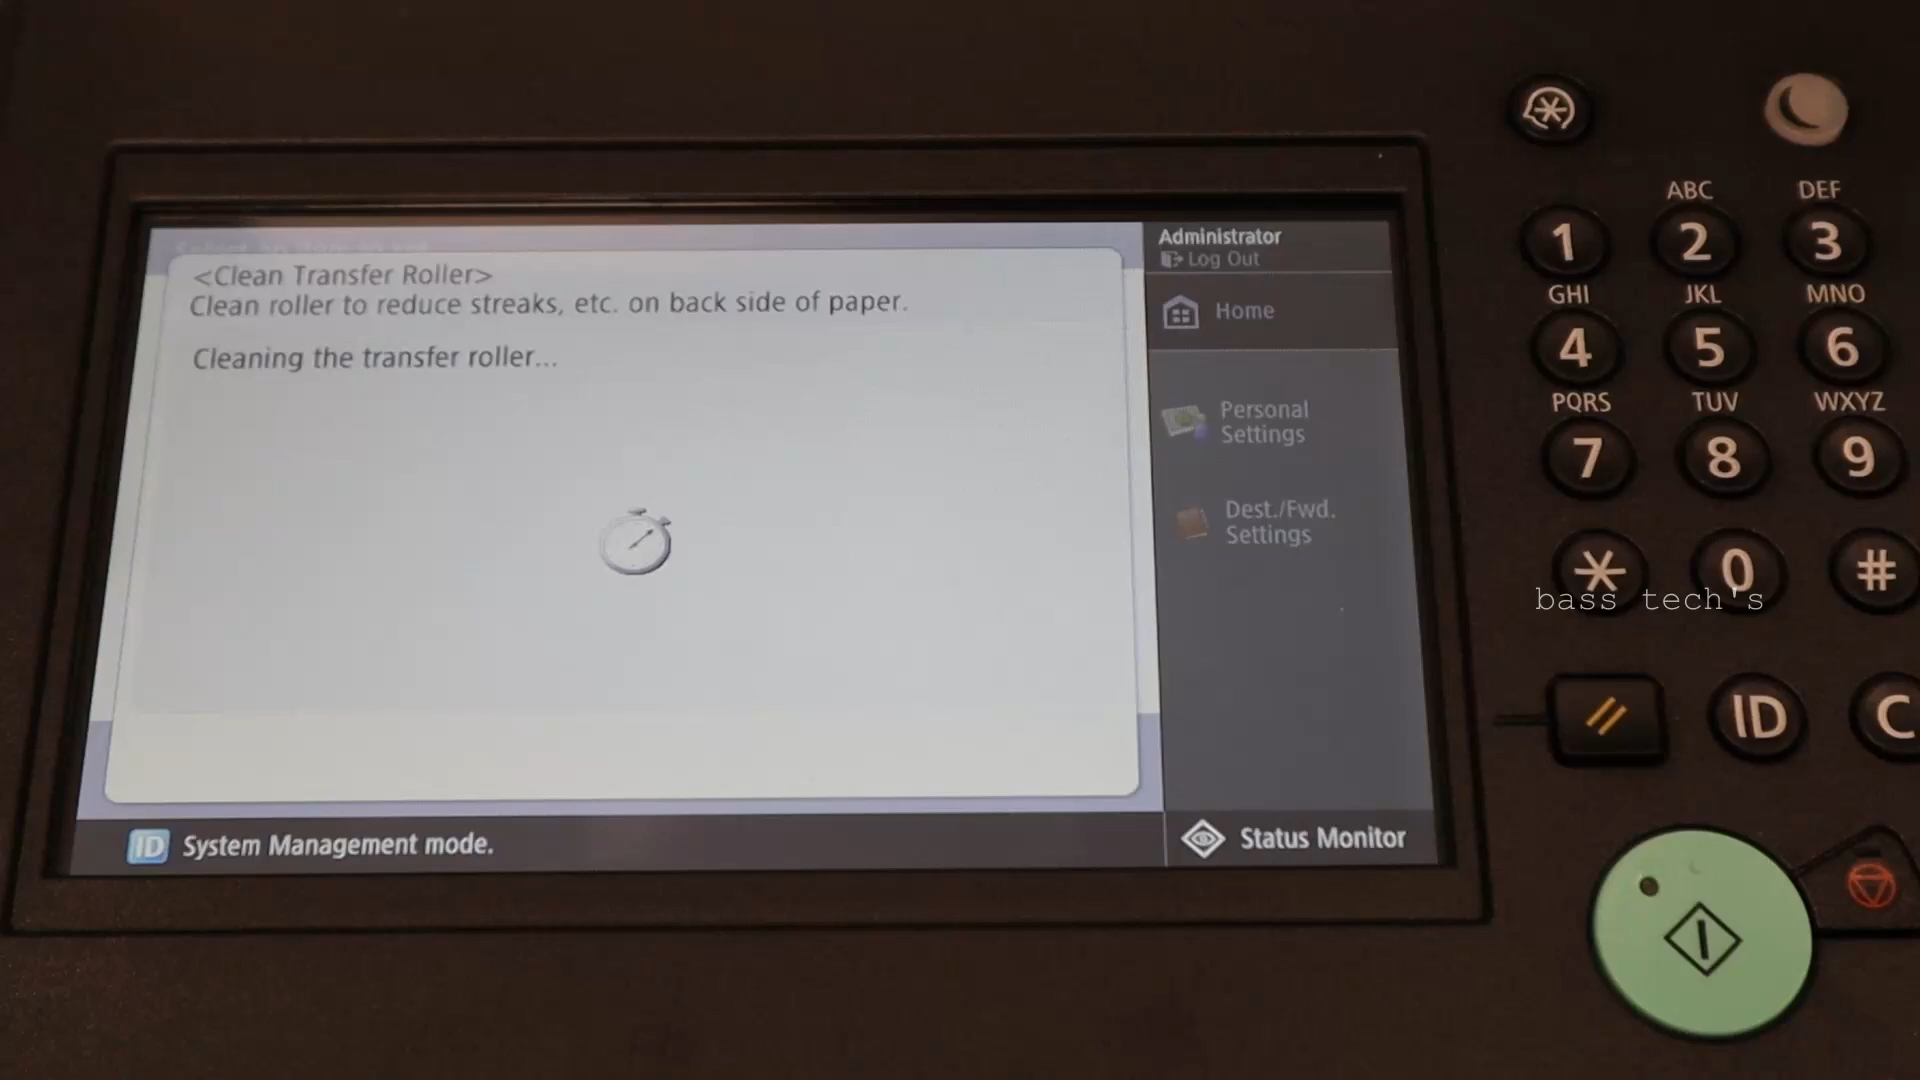 <Clean Transfer Roller>
Clean roller to reduce streaks, etc. on back side of paper.
Cleaning the transfer roller...
Administrator
Log Out
Home
Personal
Settings
Dest./Fwd.
Settings
ID System Management mode.
Status Monitor
ABC DEF
1 2 3
GHI JKL MNO
4 5 6
PQRS TUV WXYZ
7 8 9
* 0 #
bass tech's
ID C